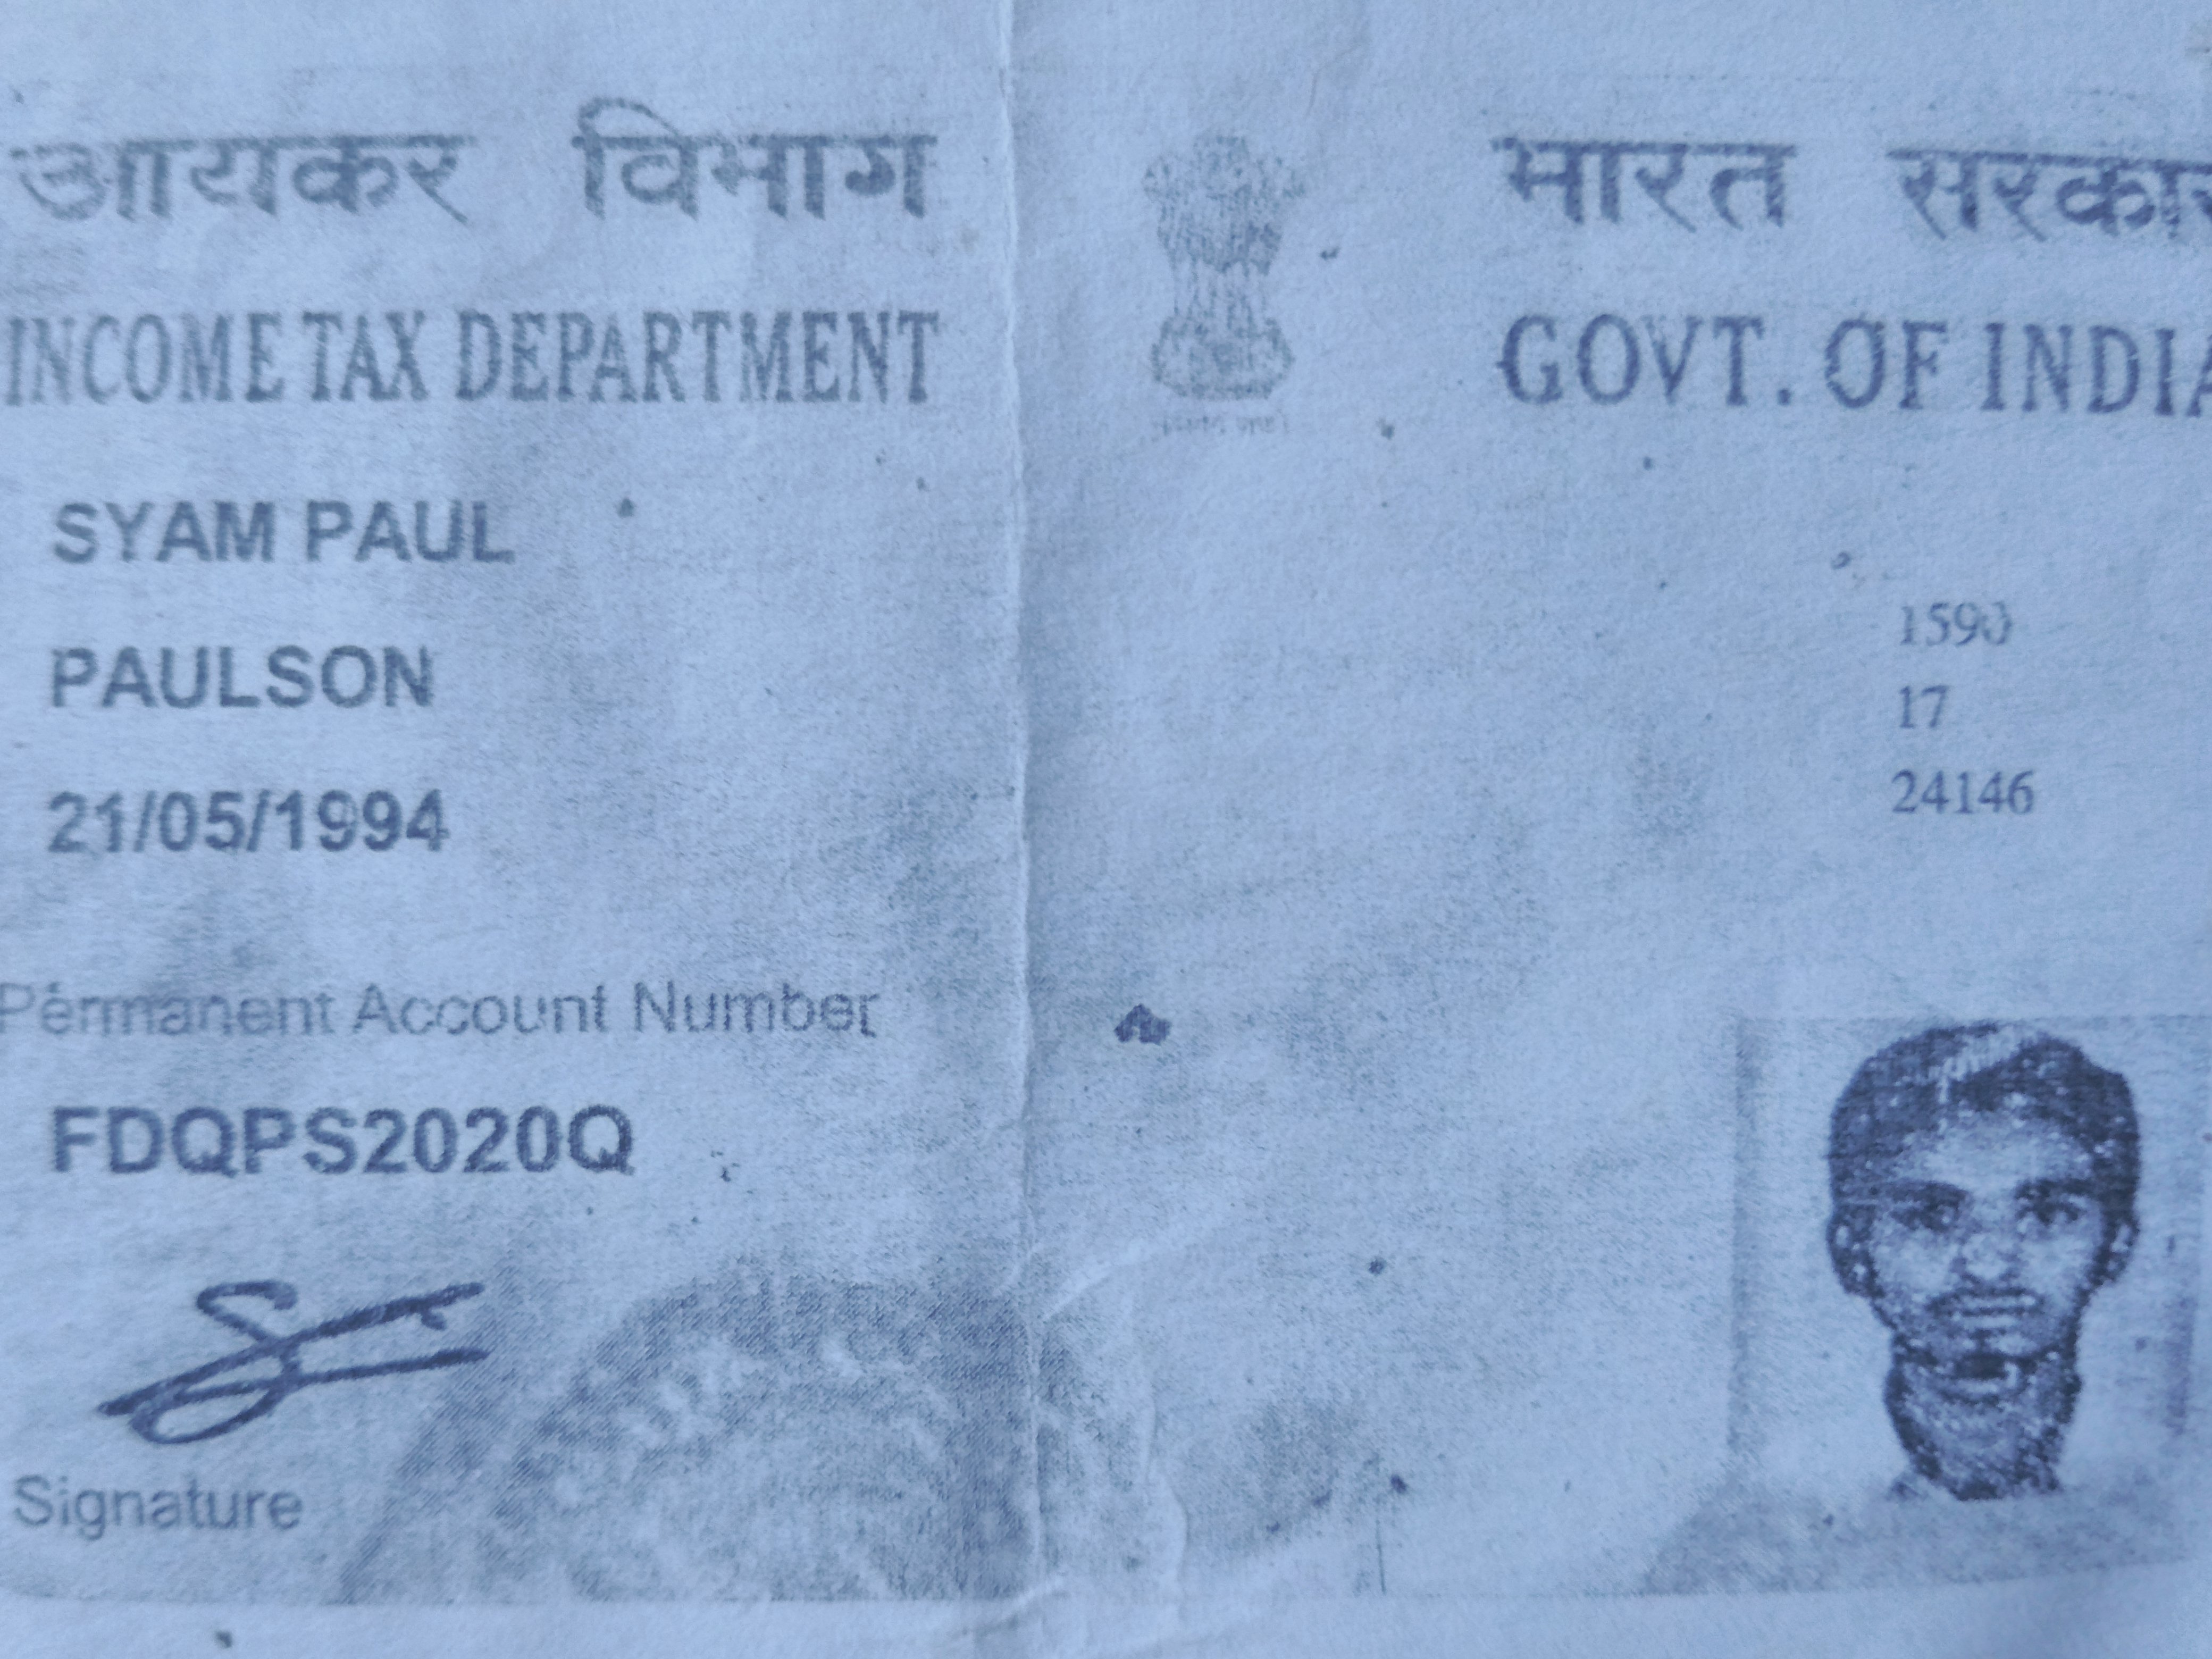 आयकर विभाग
भारत सरकार
INCOME TAX DEPARTMENT
GOVT. OF INDIA
SYAM PAUL
PAULSON
21/05/1994
1590
17
24146
Permanent Account Number
FDQPS2020Q
Signature